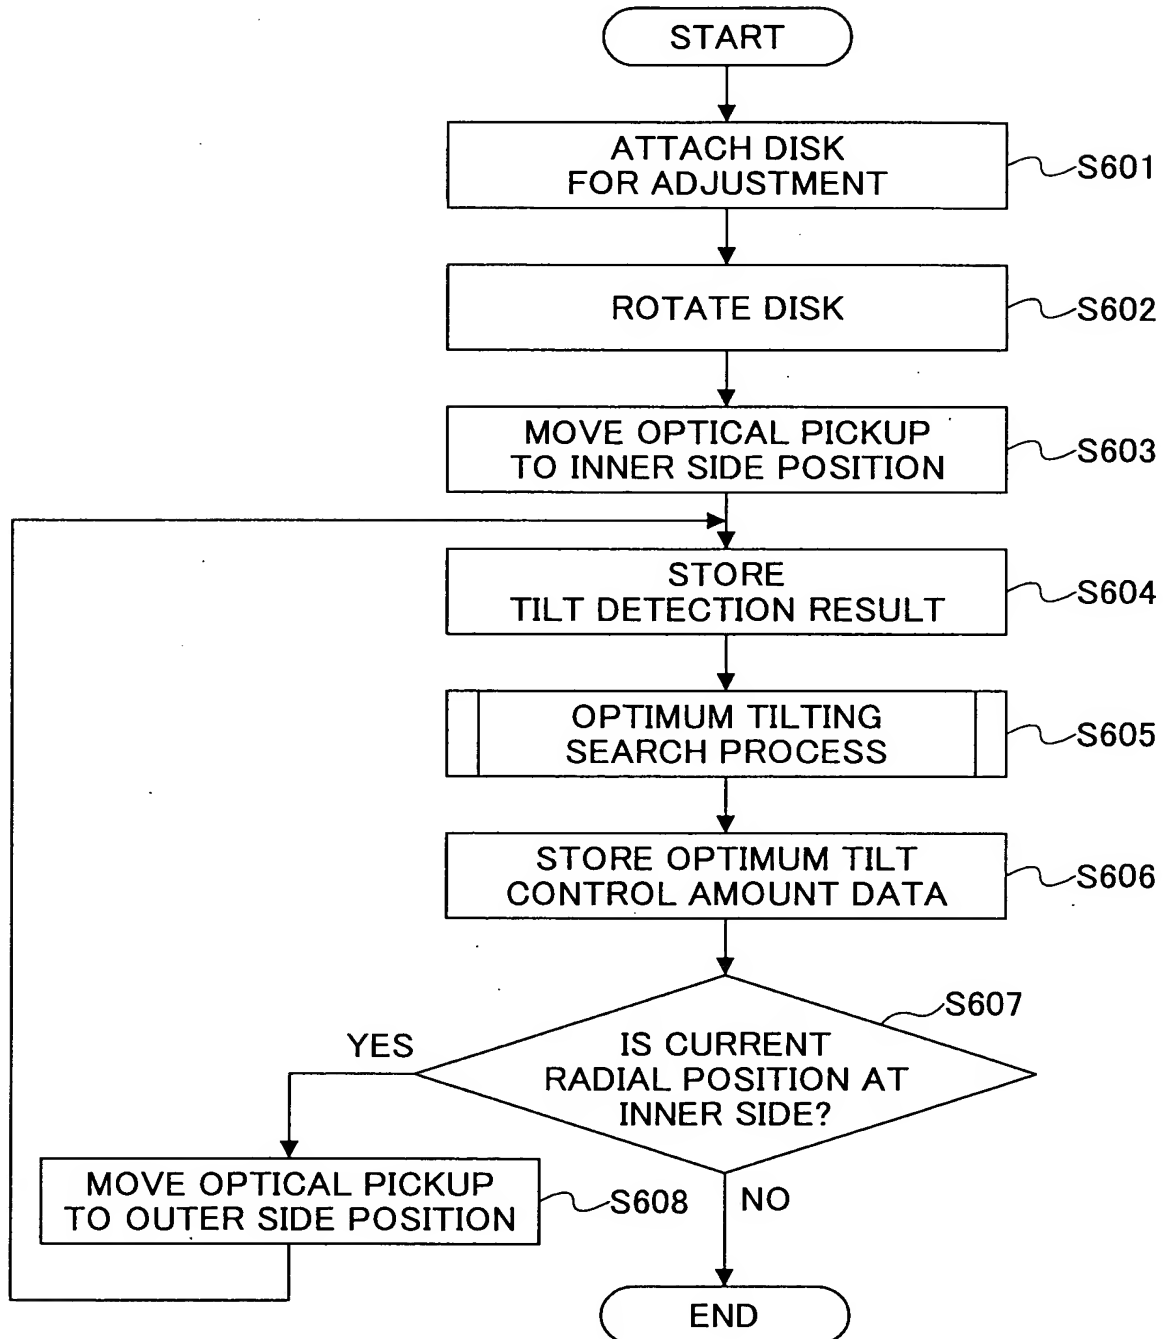 START
ATTACH DISK
FOR ADJUSTMENT
S601
ROTATE DISK
S602
MOVE OPTICAL PICKUP
TO INNER SIDE POSITION
S603
STORE
TILT DETECTION RESULT
S604
OPTIMUM TILTING
SEARCH PROCESS
S605
STORE OPTIMUM TILT
CONTROL AMOUNT DATA
S606
S607
YES
IS CURRENT
RADIAL POSITION AT
INNER SIDE?
MOVE OPTICAL PICKUP
TO OUTER SIDE POSITION
S608
NO
END